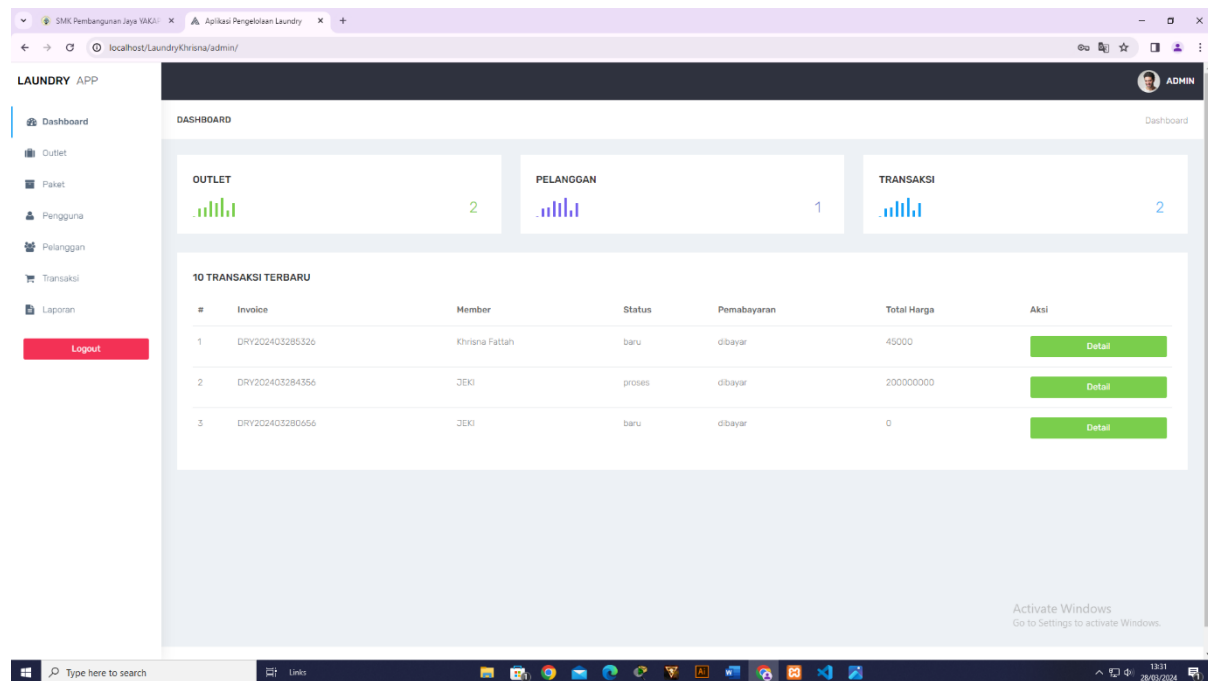 SMK Pembangunan Jaya YAKAP
Aplikasi Pengelolaan Laundry
localhost/LaundryKhrisna/admin/
LAUNDRY APP
ADMIN
Dashboard
DASHBOARD
Dashboard
Outlet
Paket
Pengguna
Pelanggan
Transaksi
Laporan
Logout
OUTLET
2
PELANGGAN
1
TRANSAKSI
2
10 TRANSAKSI TERBARU
# Invoice Member Status Pemabayaran Total Harga Aksi
1 DRY202403285326 Khrisna Fattah baru dibayar 45000 Detail
2 DRY202403284356 JEKI proses dibayar 200000000 Detail
3 DRY202403280656 JEKI baru dibayar 0 Detail
Activate Windows
Go to Settings to activate Windows.
Type here to search
Links
Ai
13:31
28/03/2024